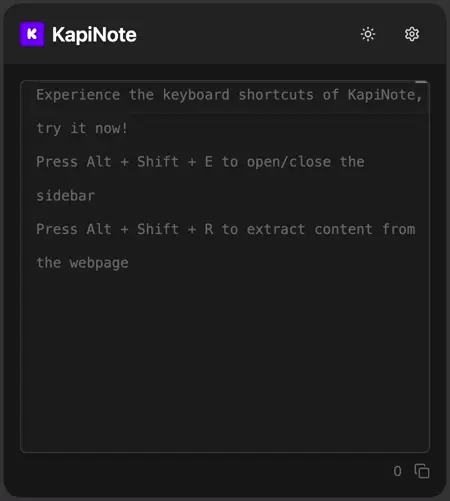 KapiNote
Experience the keyboard shortcuts of KapiNote,
try it now!
Press Alt + Shift + E to open/close the
sidebar
Press Alt + Shift + R to extract content from
the webpage
0